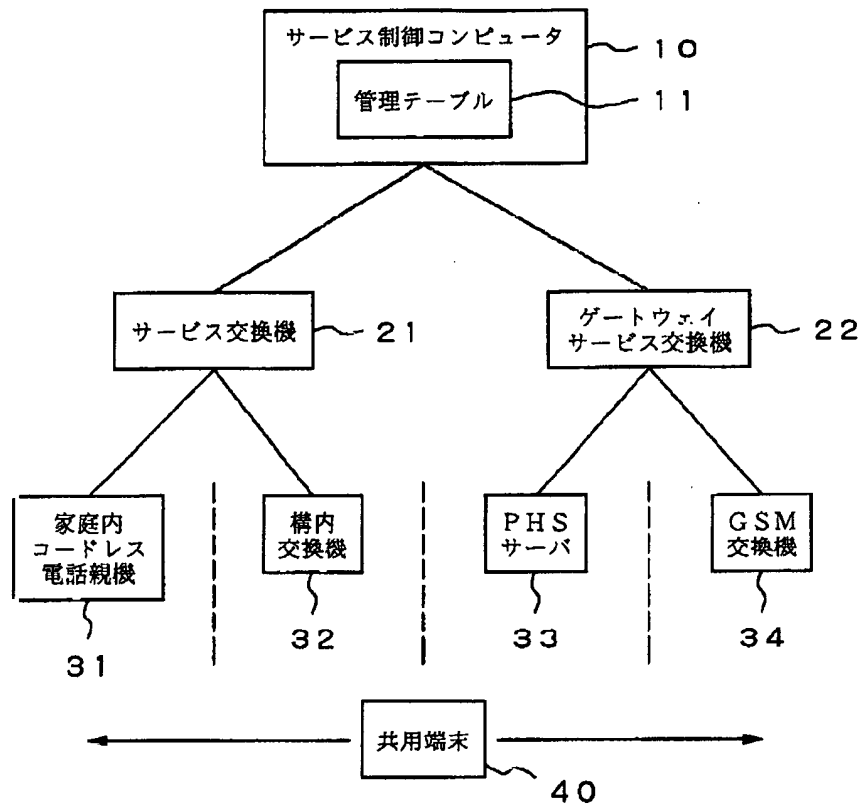 サービス制御コンピュータ
10
管理テーブル
11
サービス交換機
21
ゲートウェイ
サービス交換機
22
家庭内
コードレス
電話親機
31
構内
交換機
32
PHS
サーバ
33
GSM
交換機
34
共用端末
40